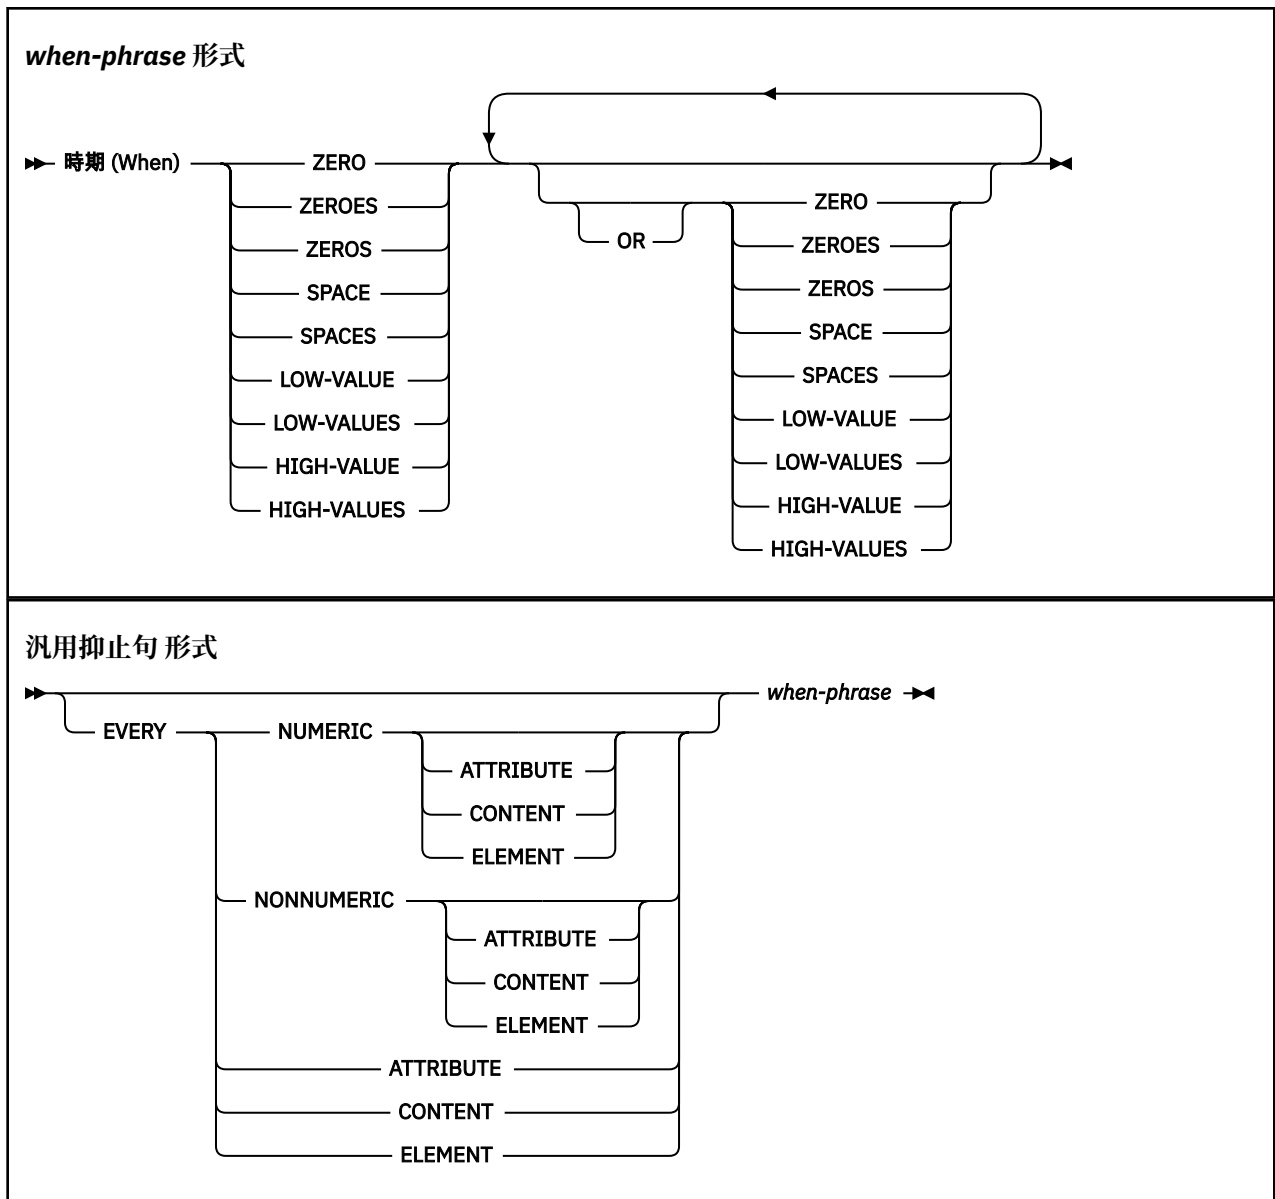 when-phrase 形式
時期 (When)
ZERO
ZEROES
ZEROS
SPACE
SPACES
LOW-VALUE
LOW-VALUES
HIGH-VALUE
HIGH-VALUES
OR
ZERO
ZEROES
ZEROS
SPACE
SPACES
LOW-VALUE
LOW-VALUES
HIGH-VALUE
HIGH-VALUES
汎用抑止句 形式
EVERY
NUMERIC
ATTRIBUTE
CONTENT
ELEMENT
NONNUMERIC
ATTRIBUTE
CONTENT
ELEMENT
ATTRIBUTE
CONTENT
ELEMENT
when-phrase